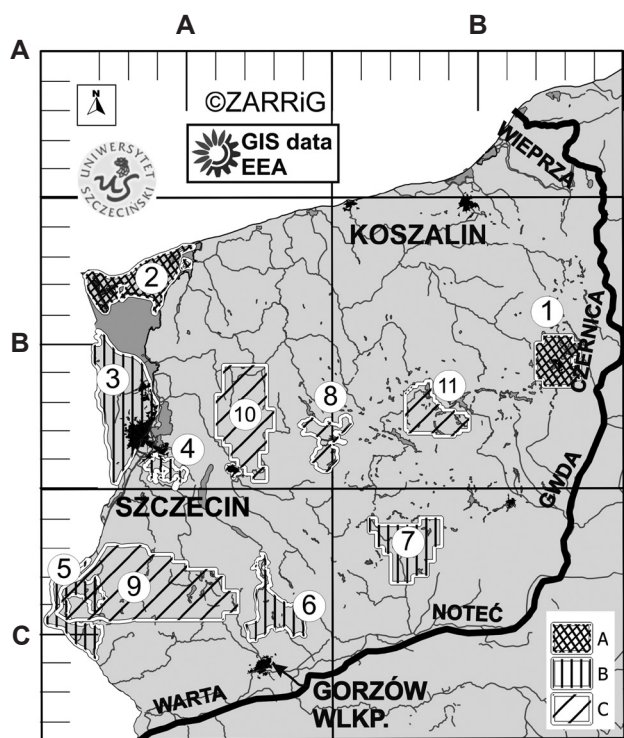 A
B
A
N
©ZARRiG
GIS data
EEA
UNIWERSYTET
SZCZECIŃSKI
WIEPRZA
KOSZALIN
2
1
B
CZERNICA
3
8
11
10
4
SZCZECIN
GWDA
7
5
9
6
NOTEĆ
A
C
B
WARTA
GORZÓW
WLKP.
C